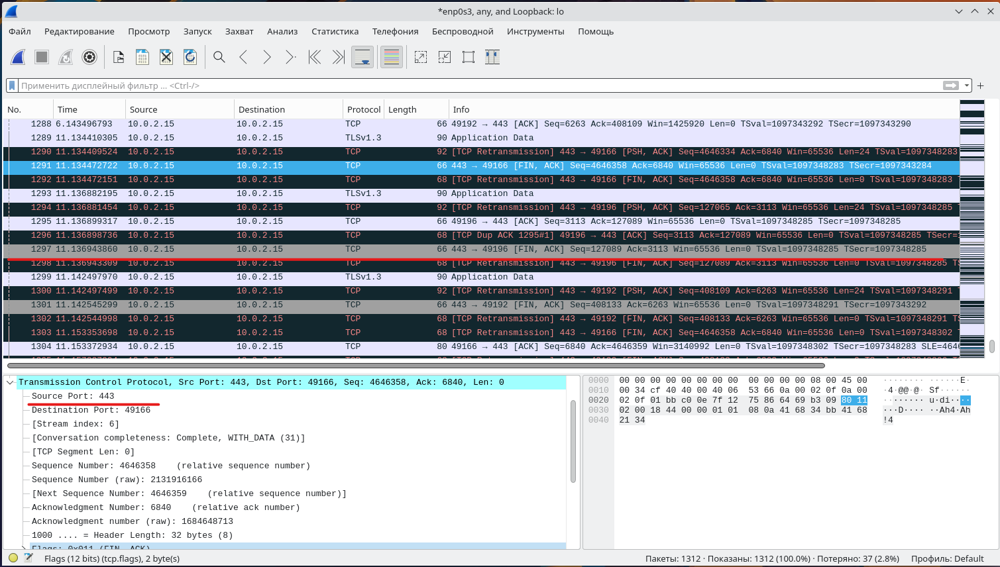 *enp0s3, any, and Loopback: lo
Файл Редактирование Просмотр Запуск Захват Анализ Статистика Телефония Беспроводной Инструменты Помощь
Применить дисплейный фильтр ... <Ctrl-/>
No. Time Source Destination Protocol Length Info
1288 6.143496793 10.0.2.15 10.0.2.15 TCP 66 49192 → 443 [ACK] Seq=6263 Ack=408109 Win=1425920 Len=0 TSval=1097343292 TSecr=1097343290
1289 11.134410305 10.0.2.15 10.0.2.15 TLSv1.3 90 Application Data
1290 11.134409524 10.0.2.15 10.0.2.15 TCP 92 [TCP Retransmission] 443 → 49166 [PSH, ACK] Seq=4646334 Ack=6840 Win=65536 Len=24 TSval=1097348283
1291 11.134472722 10.0.2.15 10.0.2.15 TCP 66 443 → 49166 [FIN, ACK] Seq=4646358 Ack=6840 Win=65536 Len=0 TSval=1097348283 TSecr=1097343284
1292 11.134472151 10.0.2.15 10.0.2.15 TCP 68 [TCP Retransmission] 443 → 49166 [FIN, ACK] Seq=4646358 Ack=6840 Win=65536 Len=0 TSval=1097348283
1293 11.136882195 10.0.2.15 10.0.2.15 TLSv1.3 90 Application Data
1294 11.136881454 10.0.2.15 10.0.2.15 TCP 92 [TCP Retransmission] 443 → 49196 [PSH, ACK] Seq=127065 Ack=3113 Win=65536 Len=24 TSval=1097348285
1295 11.136899317 10.0.2.15 10.0.2.15 TCP 66 49196 → 443 [ACK] Seq=3113 Ack=127089 Win=65536 Len=0 TSval=1097348285 TSecr=1097348285
1296 11.136898736 10.0.2.15 10.0.2.15 TCP 68 [TCP Dup ACK 1295#1] 49196 → 443 [ACK] Seq=3113 Ack=127089 Win=65536 Len=0 TSval=1097348285 TSecr=
1297 11.136943860 10.0.2.15 10.0.2.15 TCP 66 443 → 49196 [FIN, ACK] Seq=127089 Ack=3113 Win=65536 Len=0 TSval=1097348285 TSecr=1097348285
1298 11.136943309 10.0.2.15 10.0.2.15 TCP 68 [TCP Retransmission] 443 → 49196 [FIN, ACK] Seq=127089 Ack=3113 Win=65536 Len=0 TSval=1097348285
1299 11.142497970 10.0.2.15 10.0.2.15 TLSv1.3 90 Application Data
1300 11.142497499 10.0.2.15 10.0.2.15 TCP 92 [TCP Retransmission] 443 → 49192 [PSH, ACK] Seq=408109 Ack=6263 Win=65536 Len=24 TSval=1097348291
1301 11.142545299 10.0.2.15 10.0.2.15 TCP 66 443 → 49192 [FIN, ACK] Seq=408133 Ack=6263 Win=65536 Len=0 TSval=1097348291 TSecr=1097343292
1302 11.142544998 10.0.2.15 10.0.2.15 TCP 68 [TCP Retransmission] 443 → 49192 [FIN, ACK] Seq=408133 Ack=6263 Win=65536 Len=0 TSval=1097348291
1303 11.153353698 10.0.2.15 10.0.2.15 TCP 68 [TCP Retransmission] 443 → 49166 [FIN, ACK] Seq=4646358 Ack=6840 Win=65536 Len=0 TSval=1097348302
1304 11.153372934 10.0.2.15 10.0.2.15 TCP 80 49166 → 443 [ACK] Seq=6840 Ack=4646359 Win=3140992 Len=0 TSval=1097348302 TSecr=1097348283 SLE=4646
Transmission Control Protocol, Src Port: 443, Dst Port: 49166, Seq: 4646358, Ack: 6840, Len: 0
Source Port: 443
Destination Port: 49166
[Stream index: 6]
[Conversation completeness: Complete, WITH_DATA (31)]
[TCP Segment Len: 0]
Sequence Number: 4646358 (relative sequence number)
Sequence Number (raw): 2131916166
[Next Sequence Number: 4646359 (relative sequence number)]
Acknowledgment Number: 6840 (relative ack number)
Acknowledgment number (raw): 1684648713
1000 .... = Header Length: 32 bytes (8)
Flags: 0x011 (FIN, ACK)
0000 00 00 00 00 00 00 00 00 00 00 00 00 08 00 45 00 ········ ······E·
0010 00 34 cf 40 40 00 40 06 53 66 0a 00 02 0f 0a 00 ·4·@@·@· Sf······
0020 02 0f 01 bb c0 0e 7f 12 75 86 64 69 b3 09 80 11 ········ u·di····
0030 02 00 18 44 00 00 01 01 08 0a 41 68 34 bb 41 68 ···D···· ··Ah4·Ah
0040 21 34 !4
Flags (12 bits) (tcp.flags), 2 byte(s)
Пакеты: 1312 · Показаны: 1312 (100.0%) · Потеряно: 37 (2.8%)
Профиль: Default